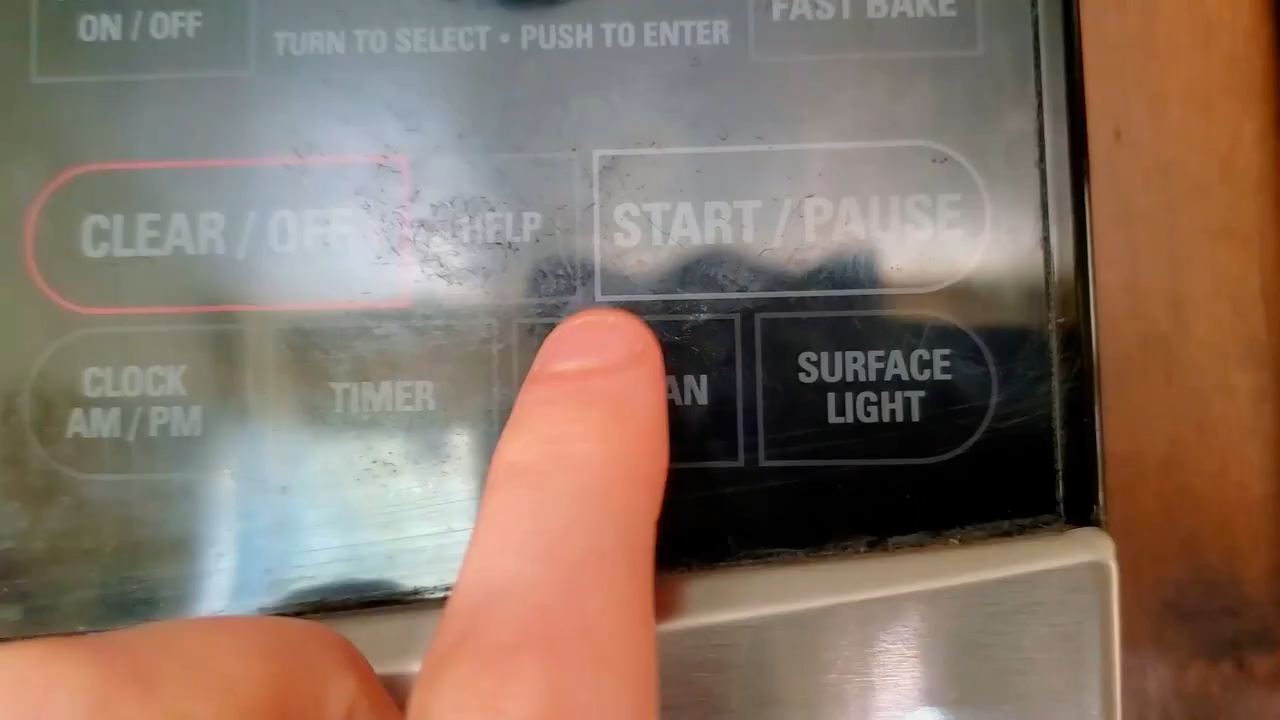 ON / OFF
TURN TO SELECT • PUSH TO ENTER
FAST BAKE
CLEAR / OFF
HELP
START / PAUSE
CLOCK
AM / PM
TIMER
SURFACE
LIGHT